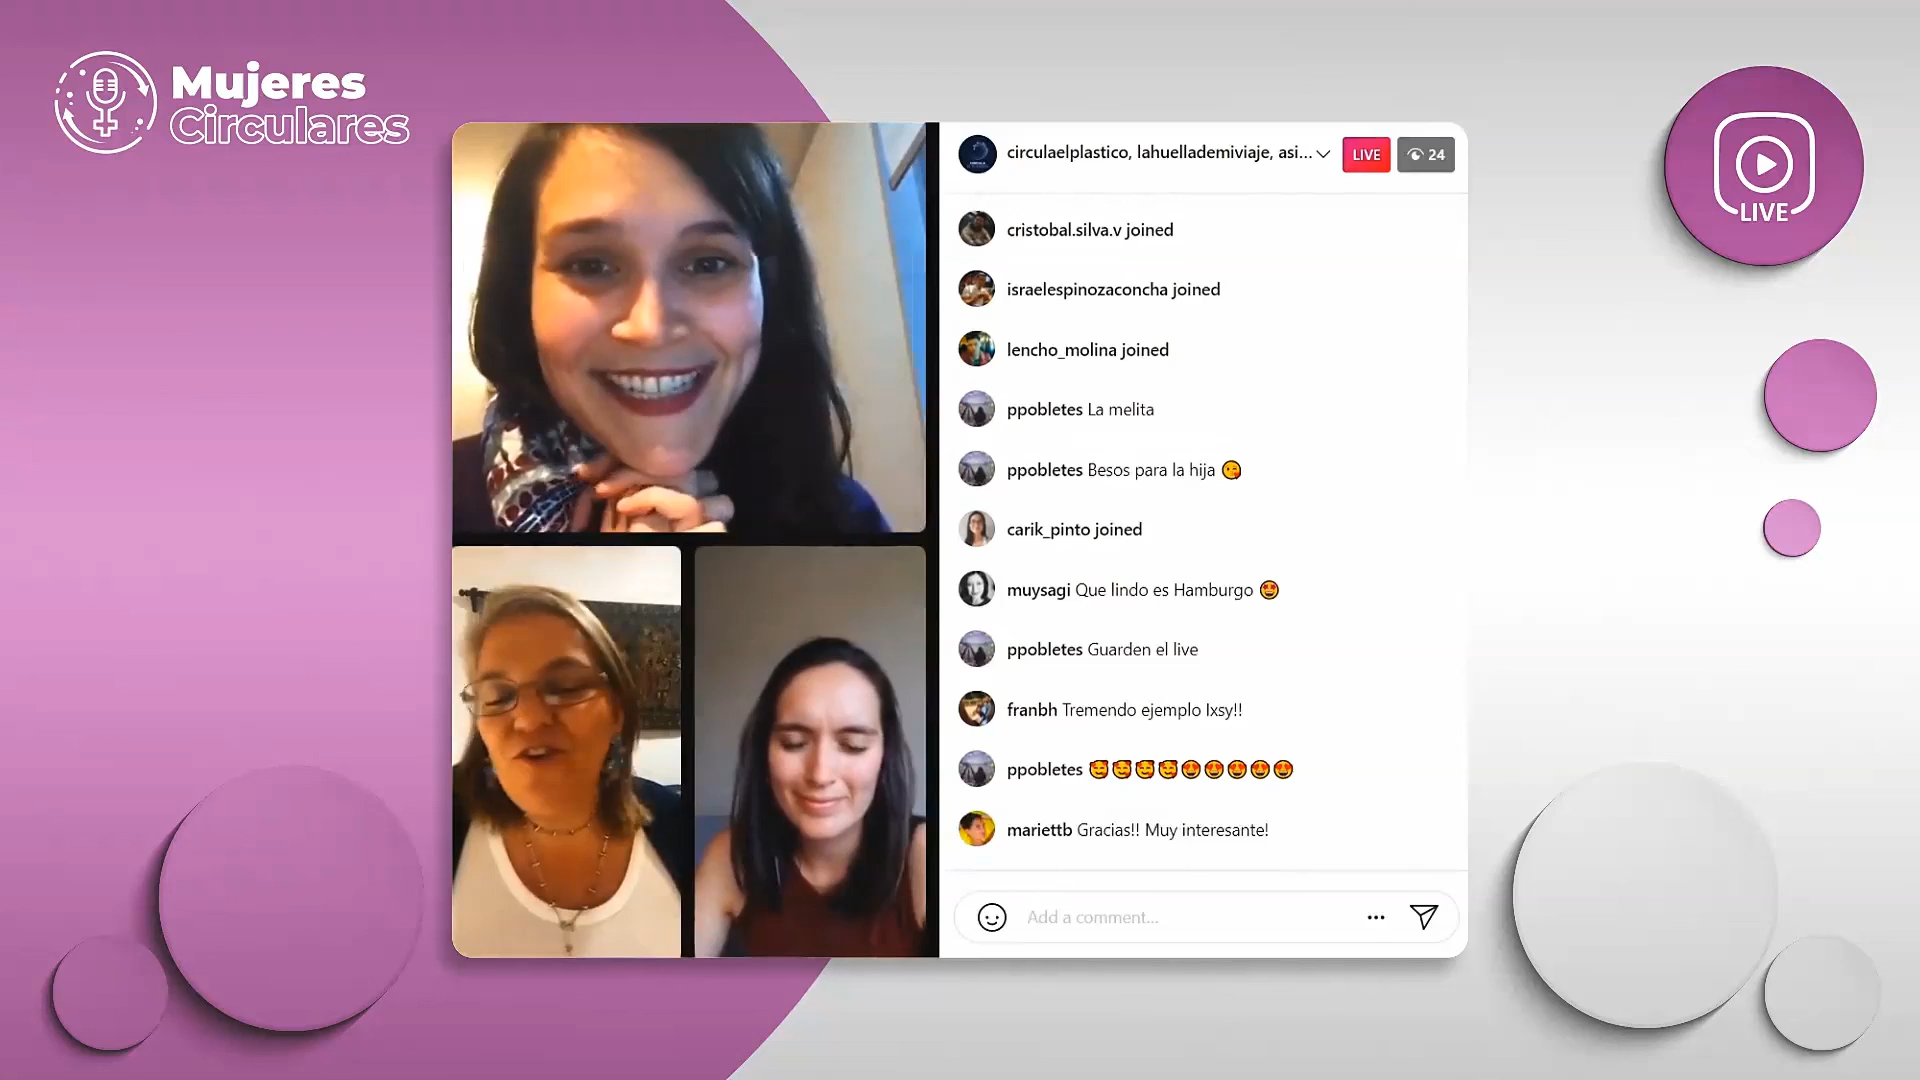 Mujeres
Circulares
circulaelplastico, lahuellademiviaje, asi...
LIVE
24
LIVE
cristobal.silva.v joined
israelespinozaconcha joined
lencho_molina joined
ppobletes La melita
ppobletes Besos para la hija 😘
carik_pinto joined
muysagi Que lindo es Hamburgo 😍
ppobletes Guarden el live
franbh Tremendo ejemplo Ixsy!!
ppobletes 🥰🥰🥰🥰😍😍😍😍😍
mariettb Gracias!! Muy interesante!
Add a comment...